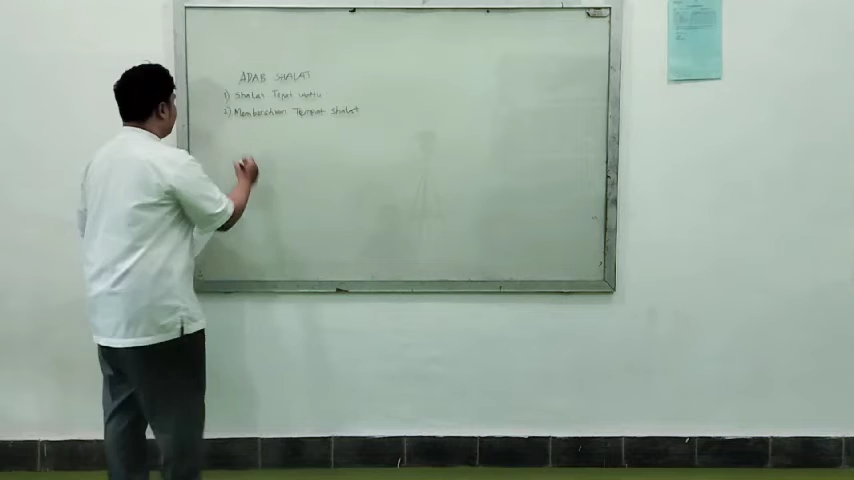 ADAB SHALAT
1) Shalat Tepat waktu
2) Membersihkan Tempat Shalat